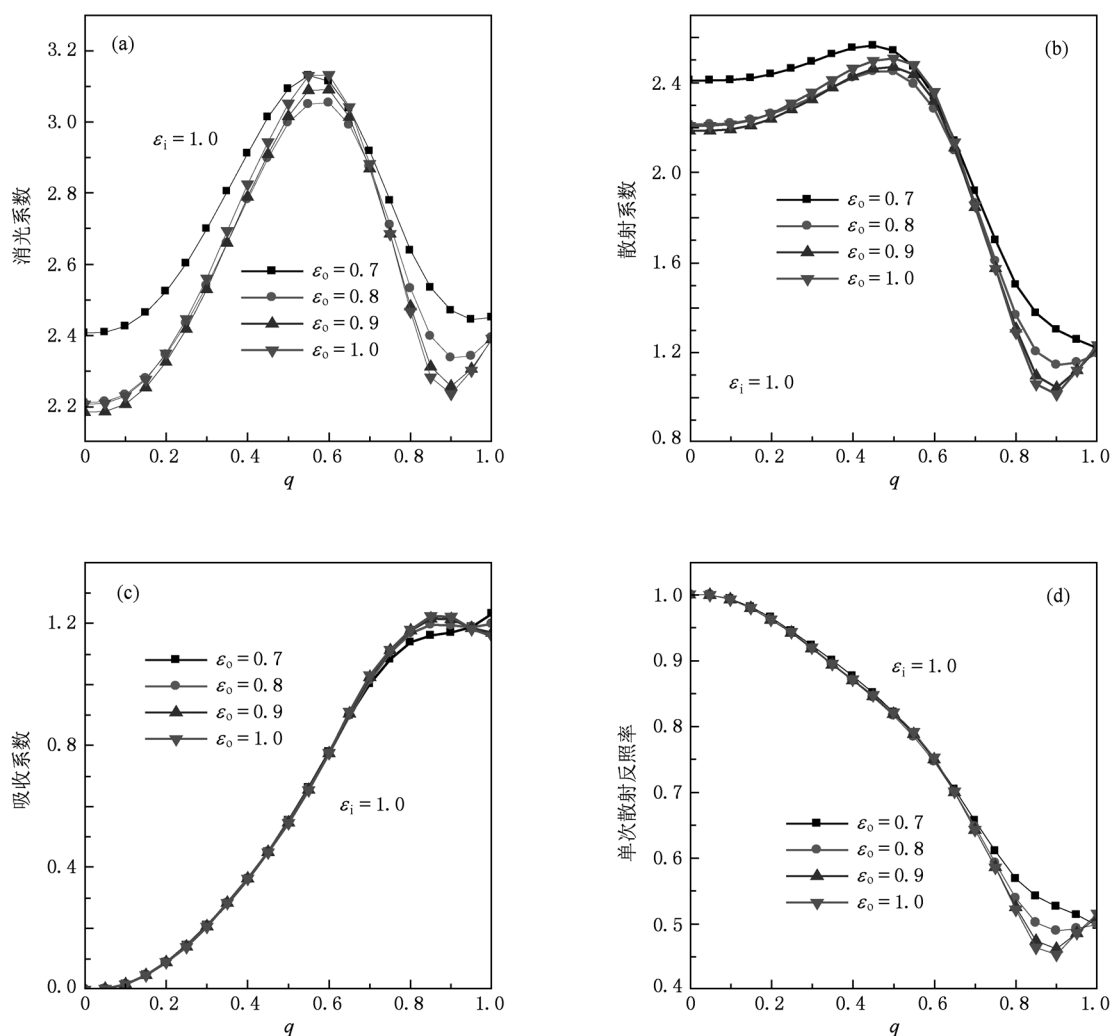 (a)
3.2
3.0
2.8
2.6
2.4
2.2
消光系数
εi = 1.0
εo = 0.7
εo = 0.8
εo = 0.9
εo = 1.0
0 0.2 0.4 0.6 0.8 1.0
q
(b)
2.4
2.0
1.6
1.2
0.8
散射系数
εo = 0.7
εo = 0.8
εo = 0.9
εo = 1.0
εi = 1.0
0 0.2 0.4 0.6 0.8 1.0
q
(c)
1.2
0.8
0.4
0.0
吸收系数
εo = 0.7
εo = 0.8
εo = 0.9
εo = 1.0
εi = 1.0
0 0.2 0.4 0.6 0.8 1.0
q
(d)
1.0
0.9
0.8
0.7
0.6
0.5
0.4
单次散射反照率
εi = 1.0
εo = 0.7
εo = 0.8
εo = 0.9
εo = 1.0
0 0.2 0.4 0.6 0.8 1.0
q